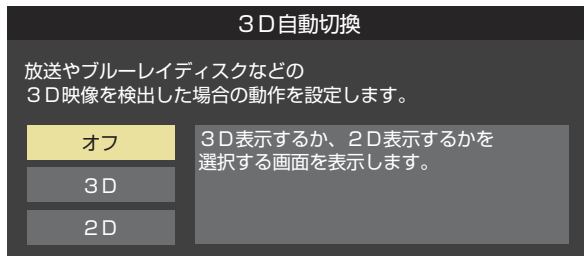 ３Ｄ自動切換
放送やブルーレイディスクなどの
３Ｄ映像を検出した場合の動作を設定します。
オフ
３Ｄ表示するか、２Ｄ表示するかを
選択する画面を表示します。
３Ｄ
２Ｄ